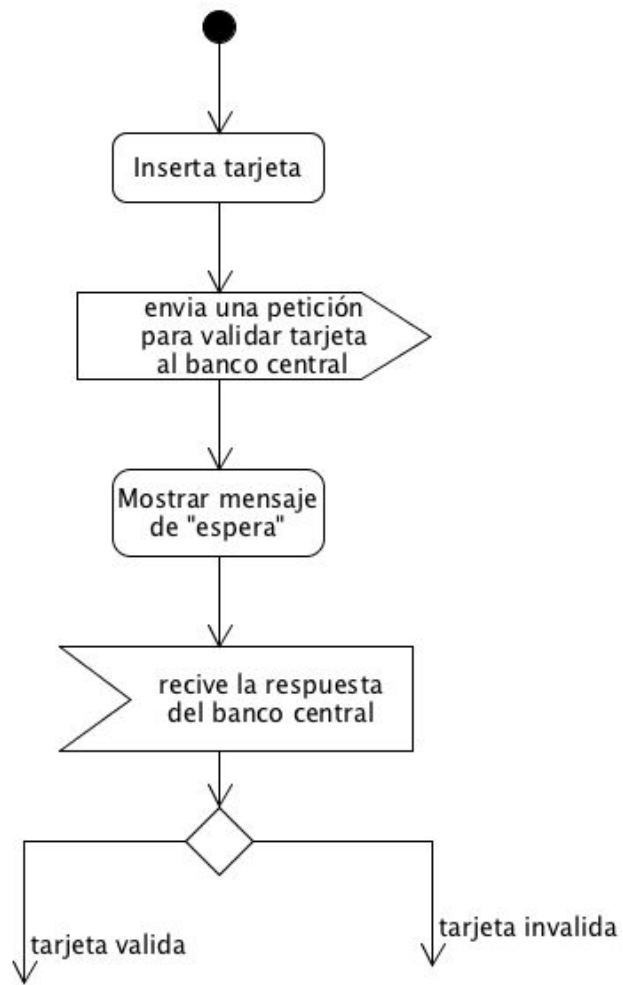 Inserta tarjeta
envia una petición
para validar tarjeta
al banco central
Mostrar mensaje
de "espera"
recive la respuesta
del banco central
tarjeta valida
tarjeta invalida